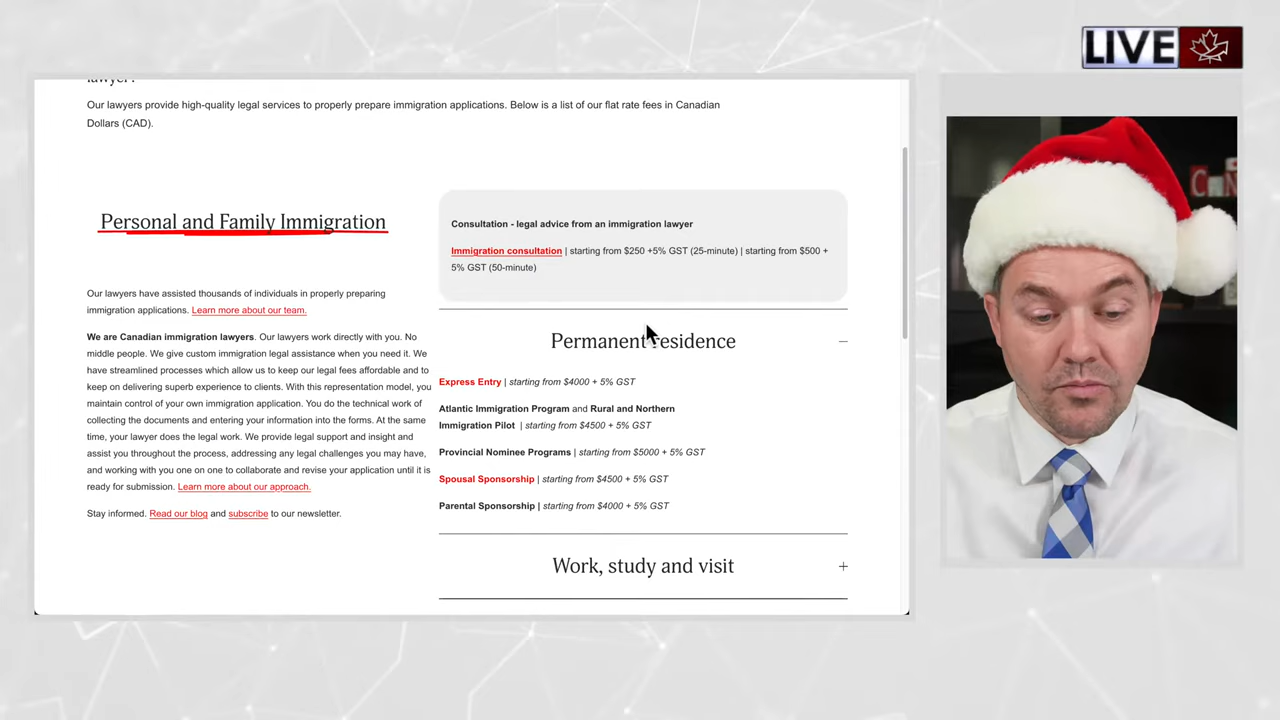 LIVE
lawyer?
Our lawyers provide high-quality legal services to properly prepare immigration applications. Below is a list of our flat rate fees in Canadian
Dollars (CAD).
Personal and Family Immigration
Our lawyers have assisted thousands of individuals in properly preparing
immigration applications. Learn more about our team.
We are Canadian immigration lawyers. Our lawyers work directly with you. No
middle people. We give custom immigration legal assistance when you need it. We
have streamlined processes which allow us to keep our legal fees affordable and to
keep on delivering superb experience to clients. With this representation model, you
maintain control of your own immigration application. You do the technical work of
collecting the documents and entering your information into the forms. At the same
time, your lawyer does the legal work. We provide legal support and insight and
assist you throughout the process, addressing any legal challenges you may have,
and working with you one on one to collaborate and revise your application until it is
ready for submission. Learn more about our approach.
Stay informed. Read our blog and subscribe to our newsletter.
Consultation - legal advice from an immigration lawyer
Immigration consultation | starting from $250 +5% GST (25-minute) | starting from $500 +
5% GST (50-minute)
Permanent residence
Express Entry | starting from $4000 + 5% GST
Atlantic Immigration Program and Rural and Northern
Immigration Pilot | starting from $4500 + 5% GST
Provincial Nominee Programs | starting from $5000 + 5% GST
Spousal Sponsorship | starting from $4500 + 5% GST
Parental Sponsorship | starting from $4000 + 5% GST
Work, study and visit